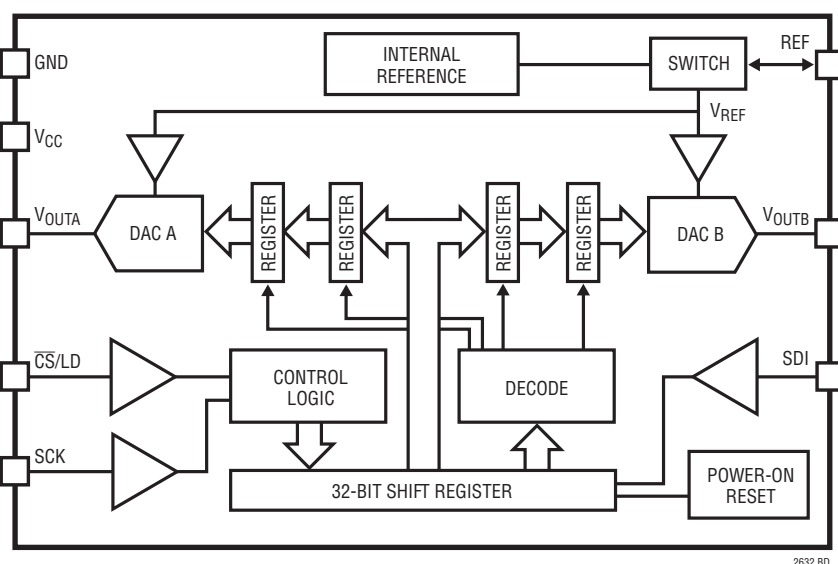 GND
INTERNAL
REFERENCE
SWITCH
REF
VCC
VREF
VOUTA
DAC A
REGISTER
REGISTER
REGISTER
REGISTER
DAC B
VOUTB
CS/LD
CONTROL
LOGIC
DECODE
SDI
SCK
32-BIT SHIFT REGISTER
POWER-ON
RESET
2632 BD